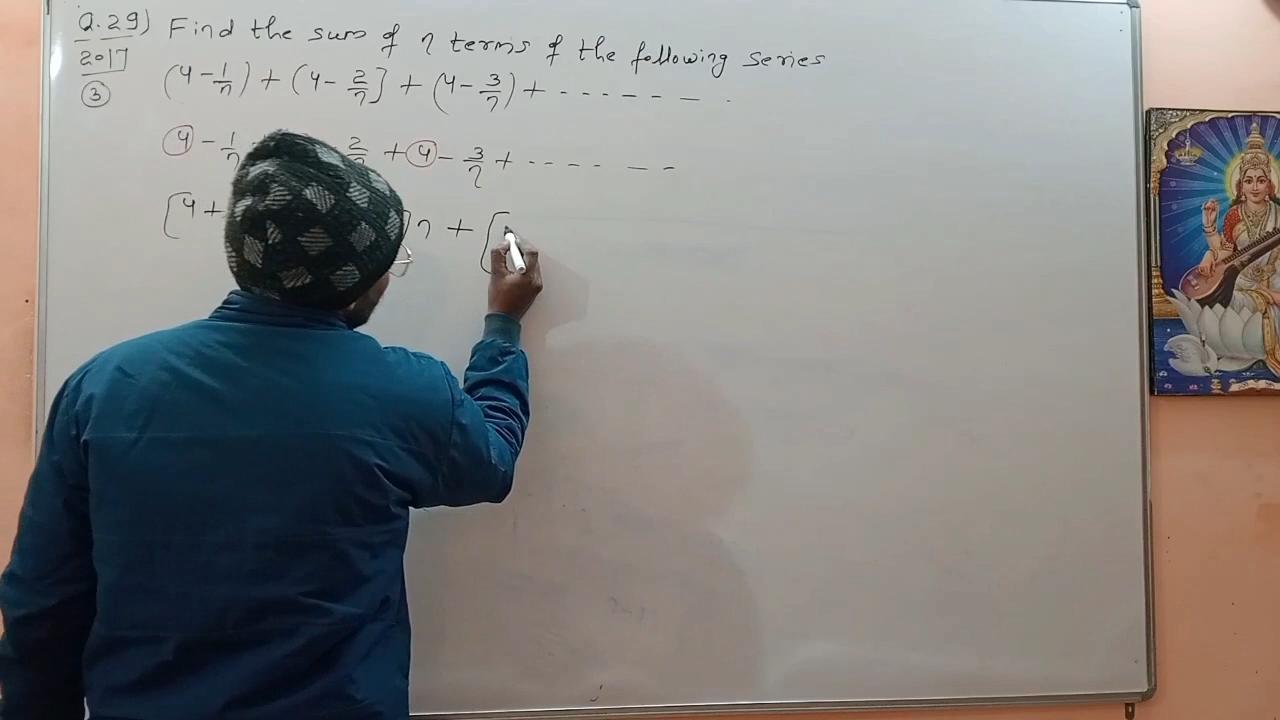 Q.29) Find the sum of n terms of the following series
2017
③ (4 - 1/n) + (4 - 2/n) + (4 - 3/n) + - - - - - - - .
4 - 1/n 2/n + 4 - 3/n + - - - - - -
[4 + ]n + [